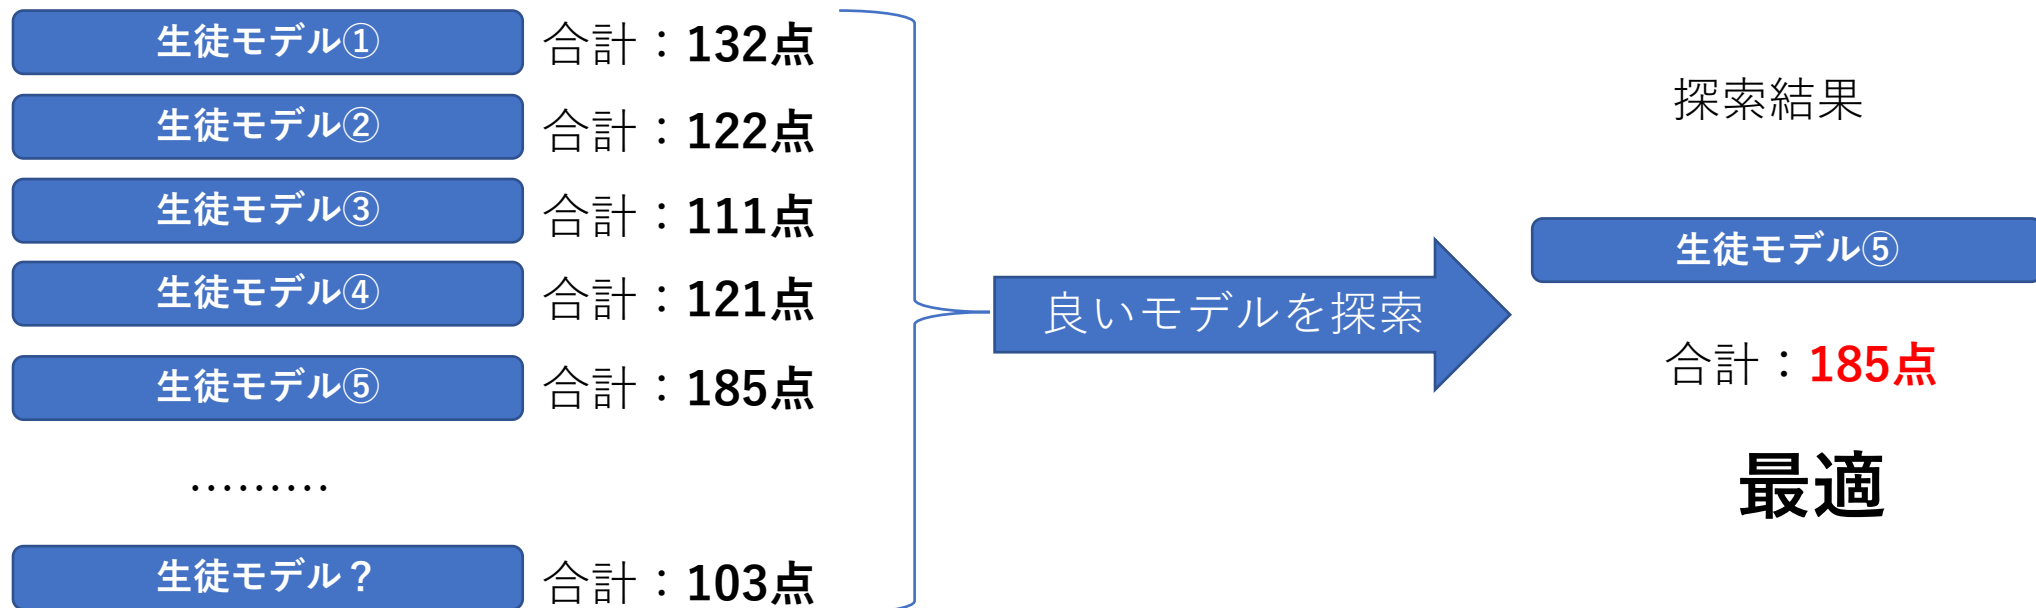 生徒モデル① 合計：132点
生徒モデル② 合計：122点
生徒モデル③ 合計：111点
生徒モデル④ 合計：121点
生徒モデル⑤ 合計：185点
………
生徒モデル？ 合計：103点
良いモデルを探索
探索結果
生徒モデル⑤
合計：185点
最適